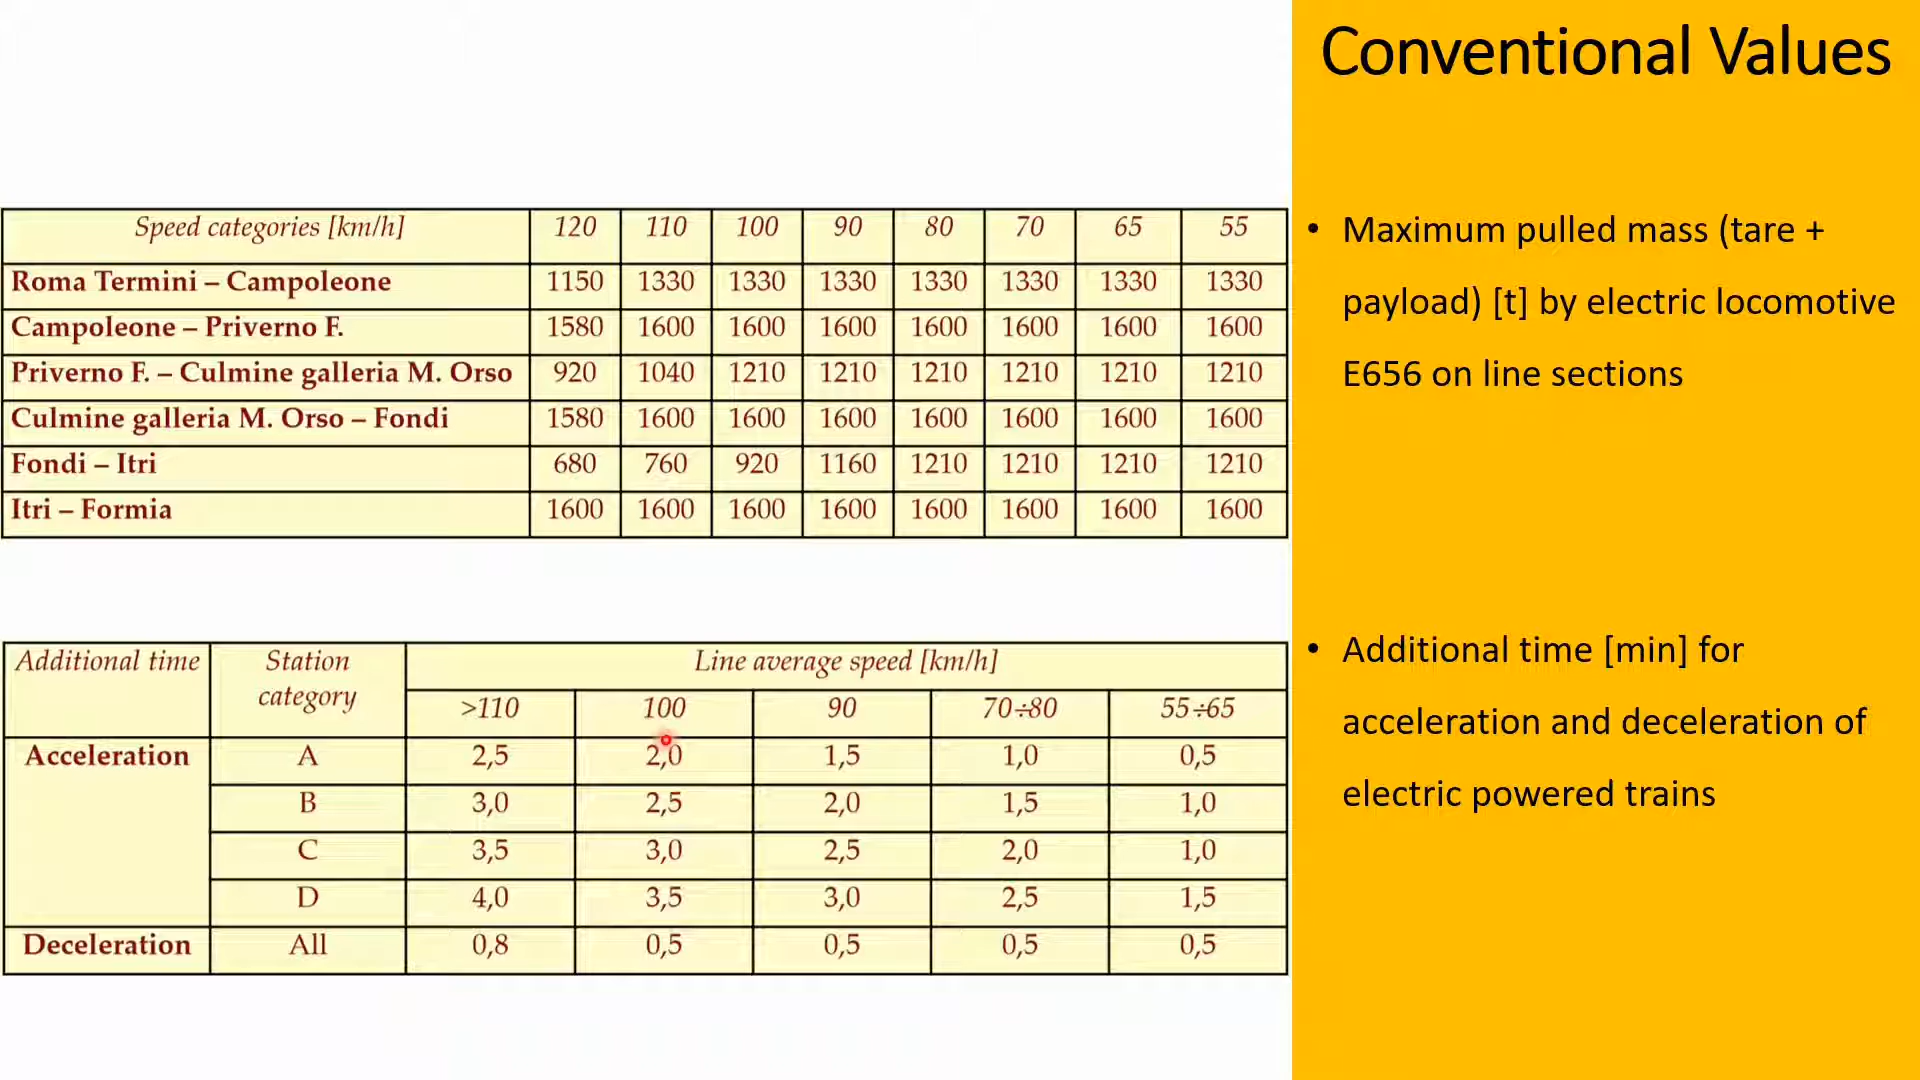 Conventional Values
Speed categories [km/h] 120 110 100 90 80 70 65 55
Roma Termini – Campoleone 1150 1330 1330 1330 1330 1330 1330 1330
Campoleone – Priverno F. 1580 1600 1600 1600 1600 1600 1600 1600
Priverno F. – Culmine galleria M. Orso 920 1040 1210 1210 1210 1210 1210 1210
Culmine galleria M. Orso – Fondi 1580 1600 1600 1600 1600 1600 1600 1600
Fondi – Itri 680 760 920 1160 1210 1210 1210 1210
Itri – Formia 1600 1600 1600 1600 1600 1600 1600 1600
• Maximum pulled mass (tare +
payload) [t] by electric locomotive
E656 on line sections
Additional time Station category Line average speed [km/h]
>110 100 90 70÷80 55÷65
Acceleration A 2,5 2,0 1,5 1,0 0,5
B 3,0 2,5 2,0 1,5 1,0
C 3,5 3,0 2,5 2,0 1,0
D 4,0 3,5 3,0 2,5 1,5
Deceleration All 0,8 0,5 0,5 0,5 0,5
• Additional time [min] for
acceleration and deceleration of
electric powered trains